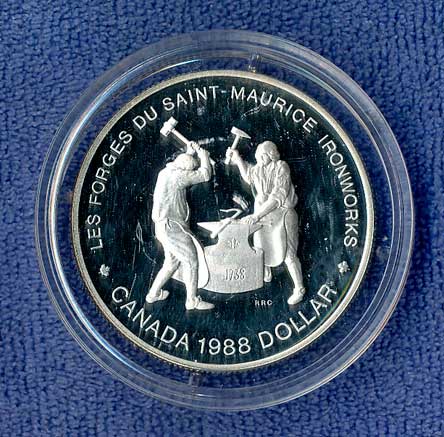 LES FORGES DU SAINT-MAURICE IRONWORKS
1738
RRC
CANADA 1988 DOLLAR